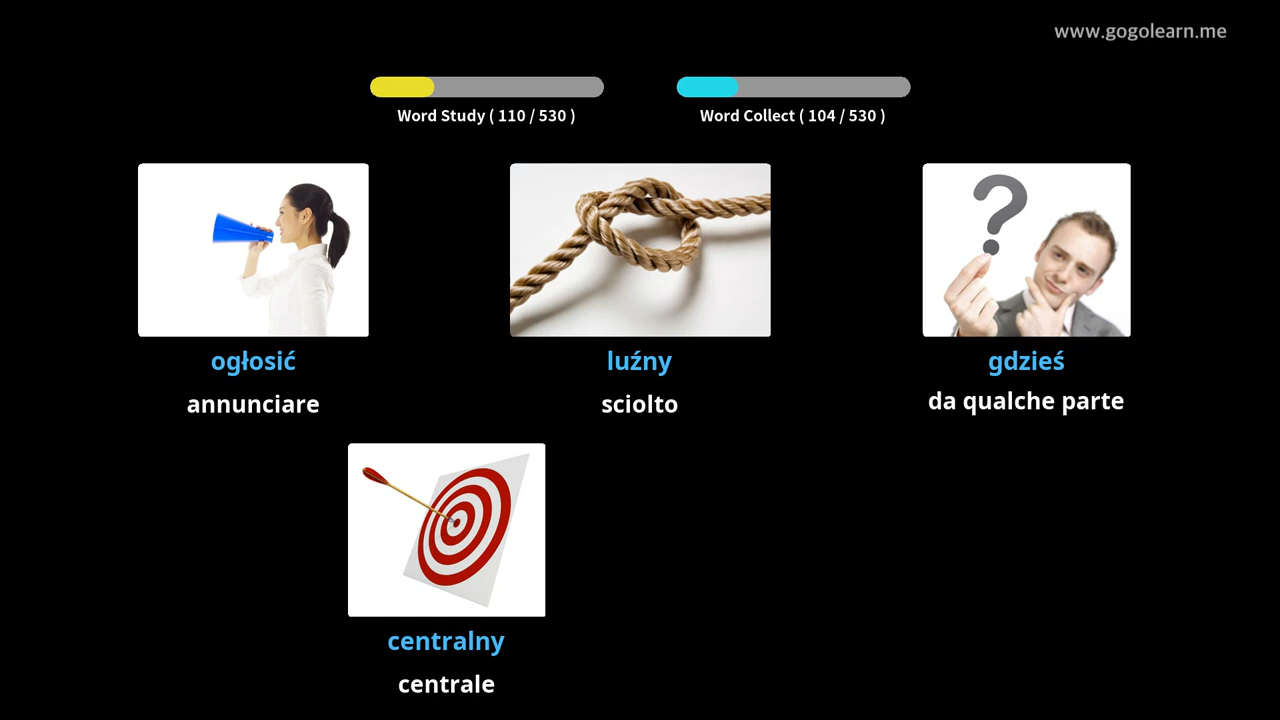 www.gogolearn.me
Word Study ( 110 / 530 )
Word Collect ( 104 / 530 )
ogłosić
annunciare
luźny
sciolto
gdzieś
da qualche parte
centralny
centrale